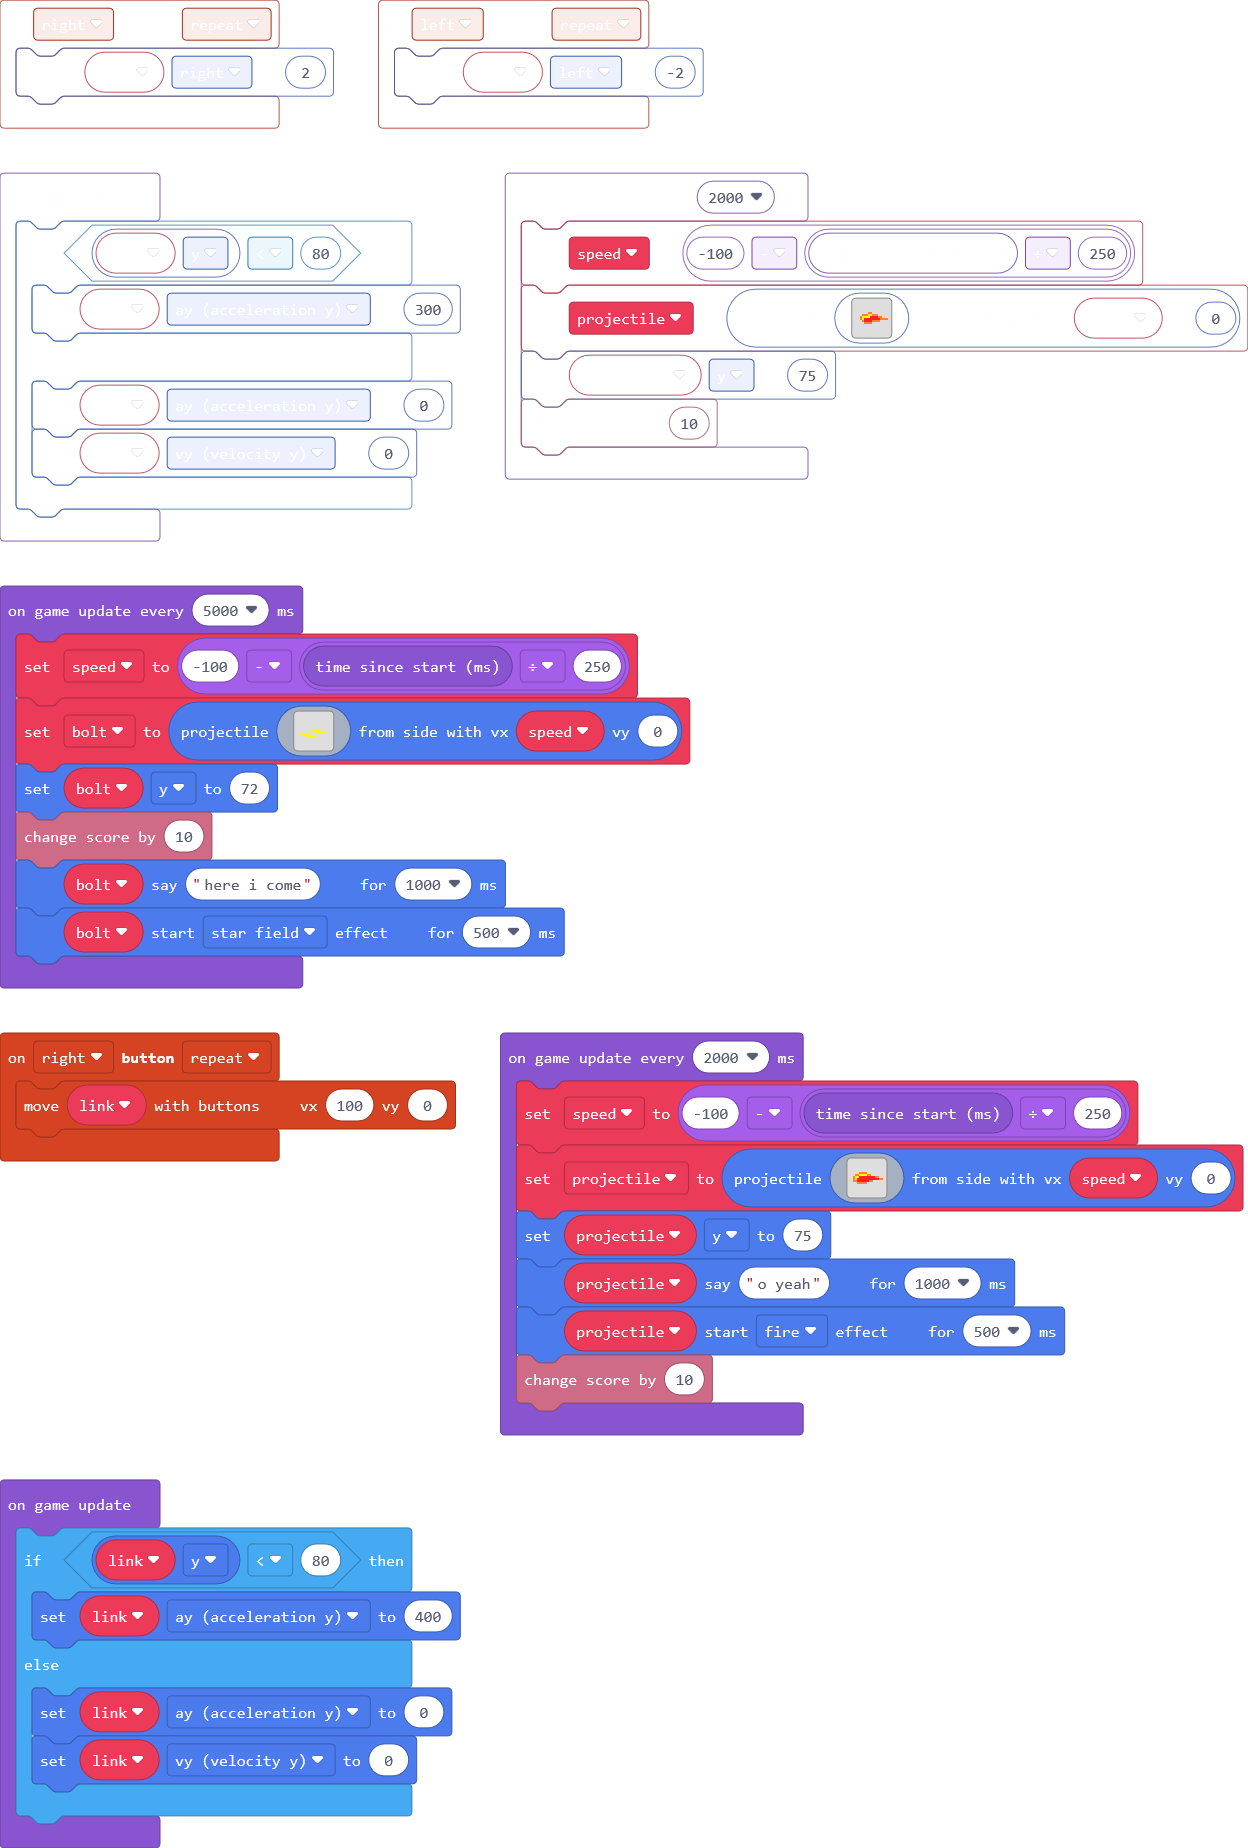 right repeat
right 2
left repeat
left -2
y < 80
ay (acceleration y) 300
ay (acceleration y) 0
vy (velocity y) 0
2000
speed -100 - ÷ 250
projectile 0
y 75
10
on game update every 5000 ms
set speed to -100 - time since start (ms) ÷ 250
set bolt to projectile from side with vx speed vy 0
set bolt y to 72
change score by 10
bolt say "here i come" for 1000 ms
bolt start star field effect for 500 ms
on right button repeat
move link with buttons vx 100 vy 0
on game update every 2000 ms
set speed to -100 - time since start (ms) ÷ 250
set projectile to projectile from side with vx speed vy 0
set projectile y to 75
projectile say "o yeah" for 1000 ms
projectile start fire effect for 500 ms
change score by 10
on game update
if link y < 80 then
set link ay (acceleration y) to 400
else
set link ay (acceleration y) to 0
set link vy (velocity y) to 0